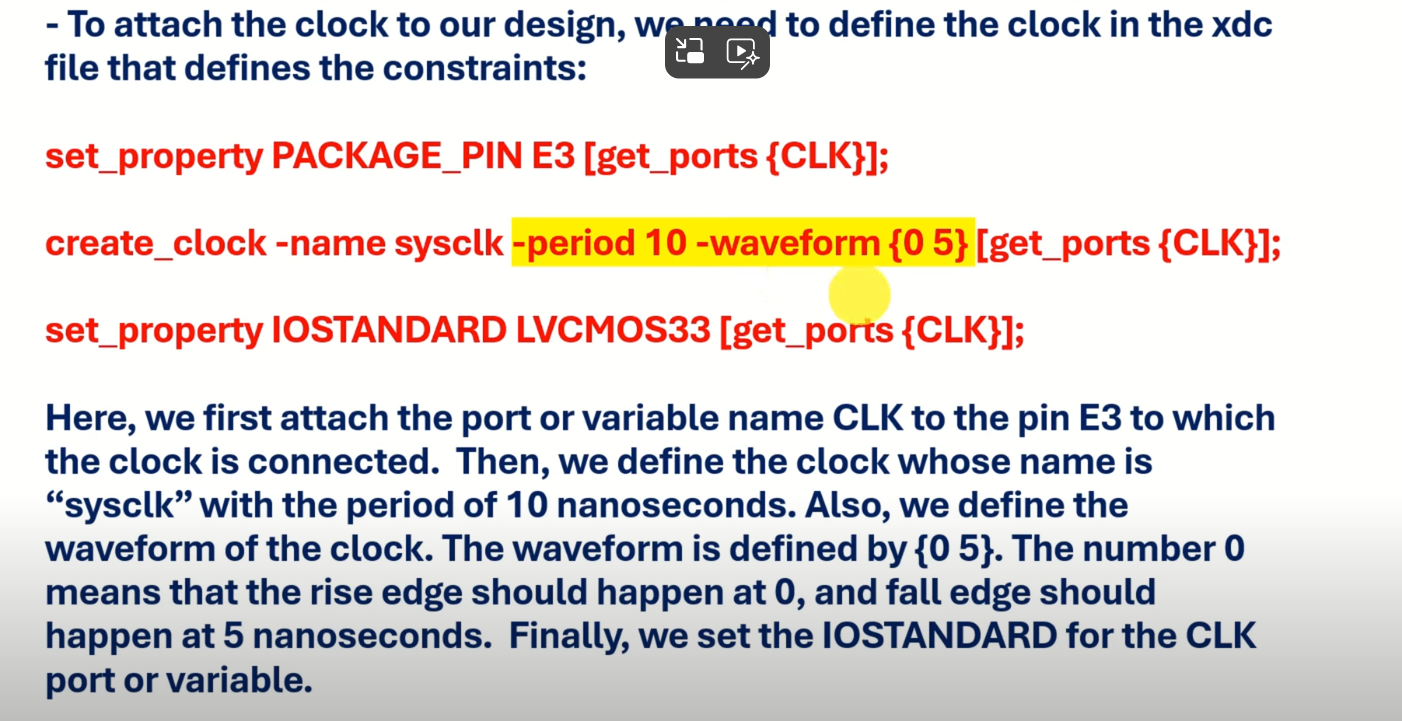 - To attach the clock to our design, we need to define the clock in the xdc
file that defines the constraints:
set_property PACKAGE_PIN E3 [get_ports {CLK}];
create_clock -name sysclk -period 10 -waveform {0 5} [get_ports {CLK}];
set_property IOSTANDARD LVCMOS33 [get_ports {CLK}];
Here, we first attach the port or variable name CLK to the pin E3 to which
the clock is connected.  Then, we define the clock whose name is
“sysclk” with the period of 10 nanoseconds. Also, we define the
waveform of the clock. The waveform is defined by {0 5}. The number 0
means that the rise edge should happen at 0, and fall edge should
happen at 5 nanoseconds.  Finally, we set the IOSTANDARD for the CLK
port or variable.